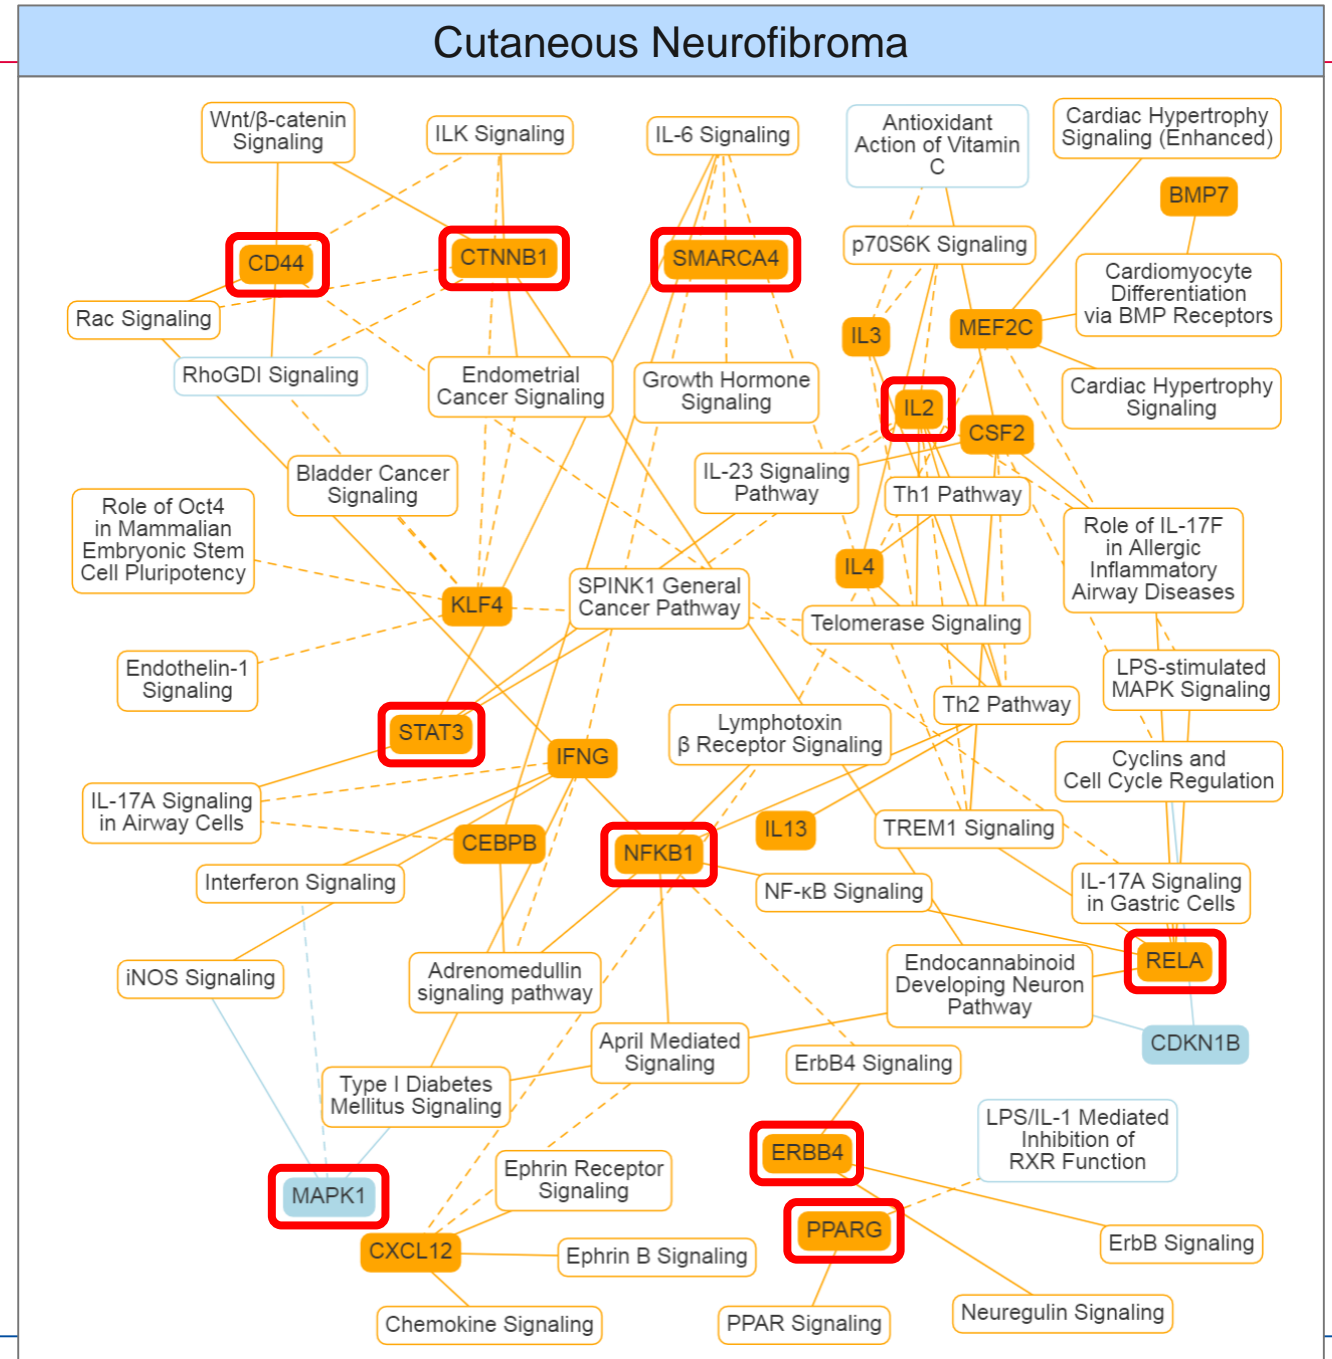 Cutaneous Neurofibroma
Wnt/β-catenin
Signaling
ILK Signaling
IL-6 Signaling
Antioxidant
Action of Vitamin
C
Cardiac Hypertrophy
Signaling (Enhanced)
BMP7
CD44
CTNNB1
SMARCA4
p70S6K Signaling
Cardiomyocyte
Differentiation
via BMP Receptors
Rac Signaling
IL3
MEF2C
RhoGDI Signaling
Endometrial
Cancer Signaling
Growth Hormone
Signaling
Cardiac Hypertrophy
Signaling
IL2
CSF2
Bladder Cancer
Signaling
IL-23 Signaling
Pathway
Th1 Pathway
Role of Oct4
in Mammalian
Embryonic Stem
Cell Pluripotency
Role of IL-17F
in Allergic
Inflammatory
Airway Diseases
IL4
KLF4
SPINK1 General
Cancer Pathway
Telomerase Signaling
Endothelin-1
Signaling
LPS-stimulated
MAPK Signaling
Th2 Pathway
STAT3
Lymphotoxin
β Receptor Signaling
IFNG
Cyclins and
Cell Cycle Regulation
IL-17A Signaling
in Airway Cells
CEBPB
NFKB1
IL13
TREM1 Signaling
Interferon Signaling
NF-κB Signaling
IL-17A Signaling
in Gastric Cells
iNOS Signaling
Adrenomedullin
signaling pathway
Endocannabinoid
Developing Neuron
Pathway
RELA
April Mediated
Signaling
ErbB4 Signaling
CDKN1B
Type I Diabetes
Mellitus Signaling
LPS/IL-1 Mediated
Inhibition of
RXR Function
ERBB4
MAPK1
Ephrin Receptor
Signaling
PPARG
CXCL12
Ephrin B Signaling
ErbB Signaling
Chemokine Signaling
PPAR Signaling
Neuregulin Signaling